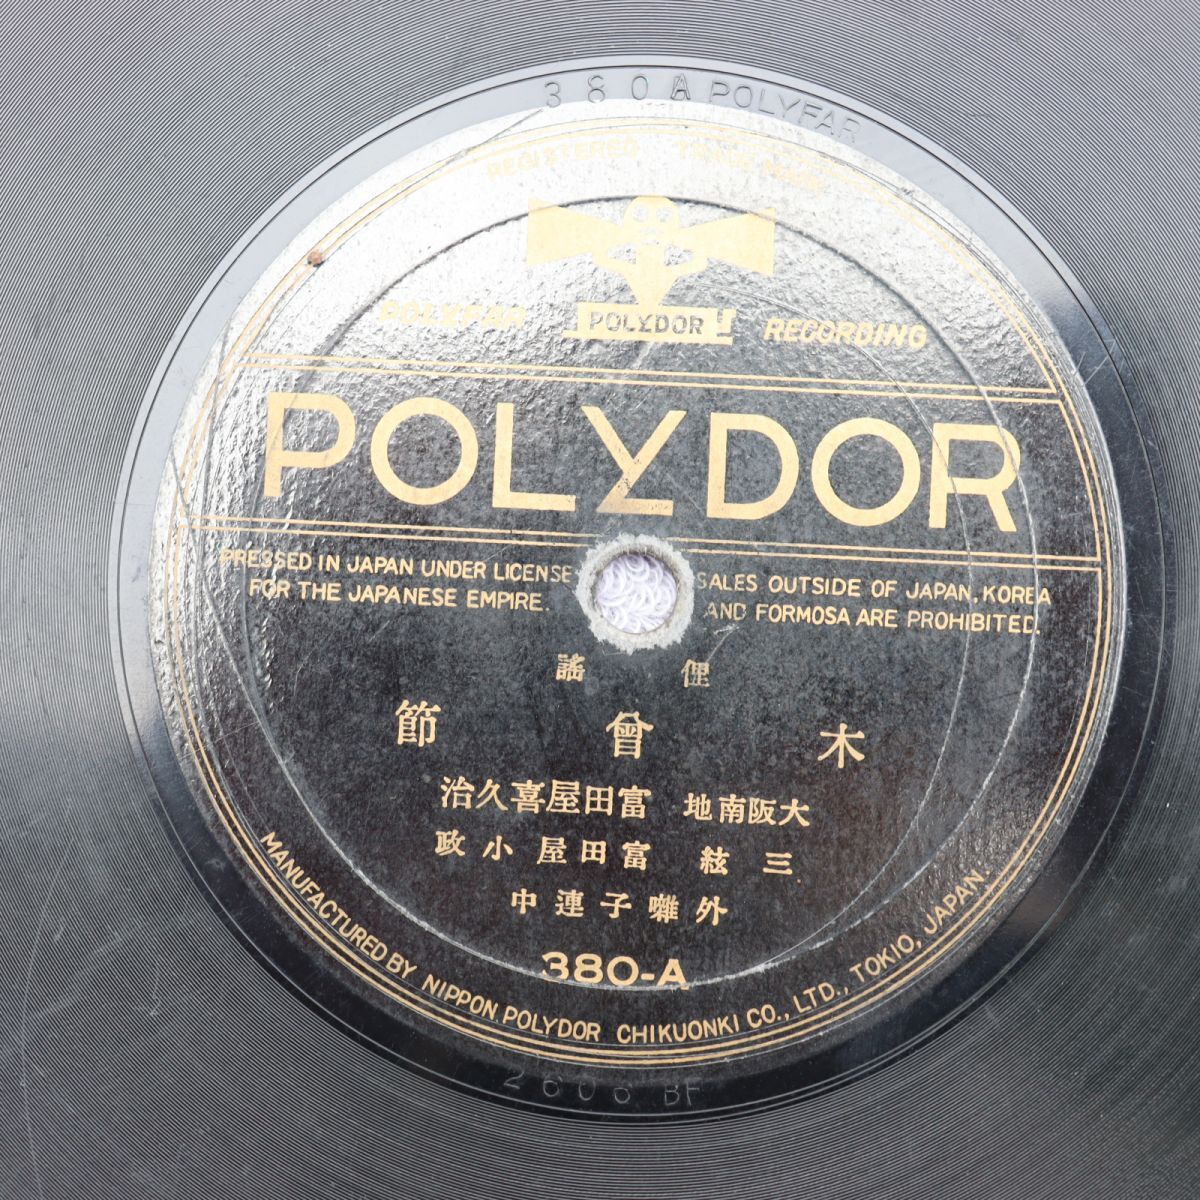 380A POLYFAR
REGISTERED TRADE MARK
POLYFAR POLYDOR RECORDING
POLYDOR
PRESSED IN JAPAN UNDER LICENSE
FOR THE JAPANESE EMPIRE.
SALES OUTSIDE OF JAPAN, KOREA
AND FORMOSA ARE PROHIBITED.
俚謠
木曾節
大阪南地 富田屋喜久治
三絃 富田屋小政
外囃子連中
380-A
MANUFACTURED BY NIPPON POLYDOR CHIKUONKI CO., LTD., TOKIO, JAPAN.
2606 BF